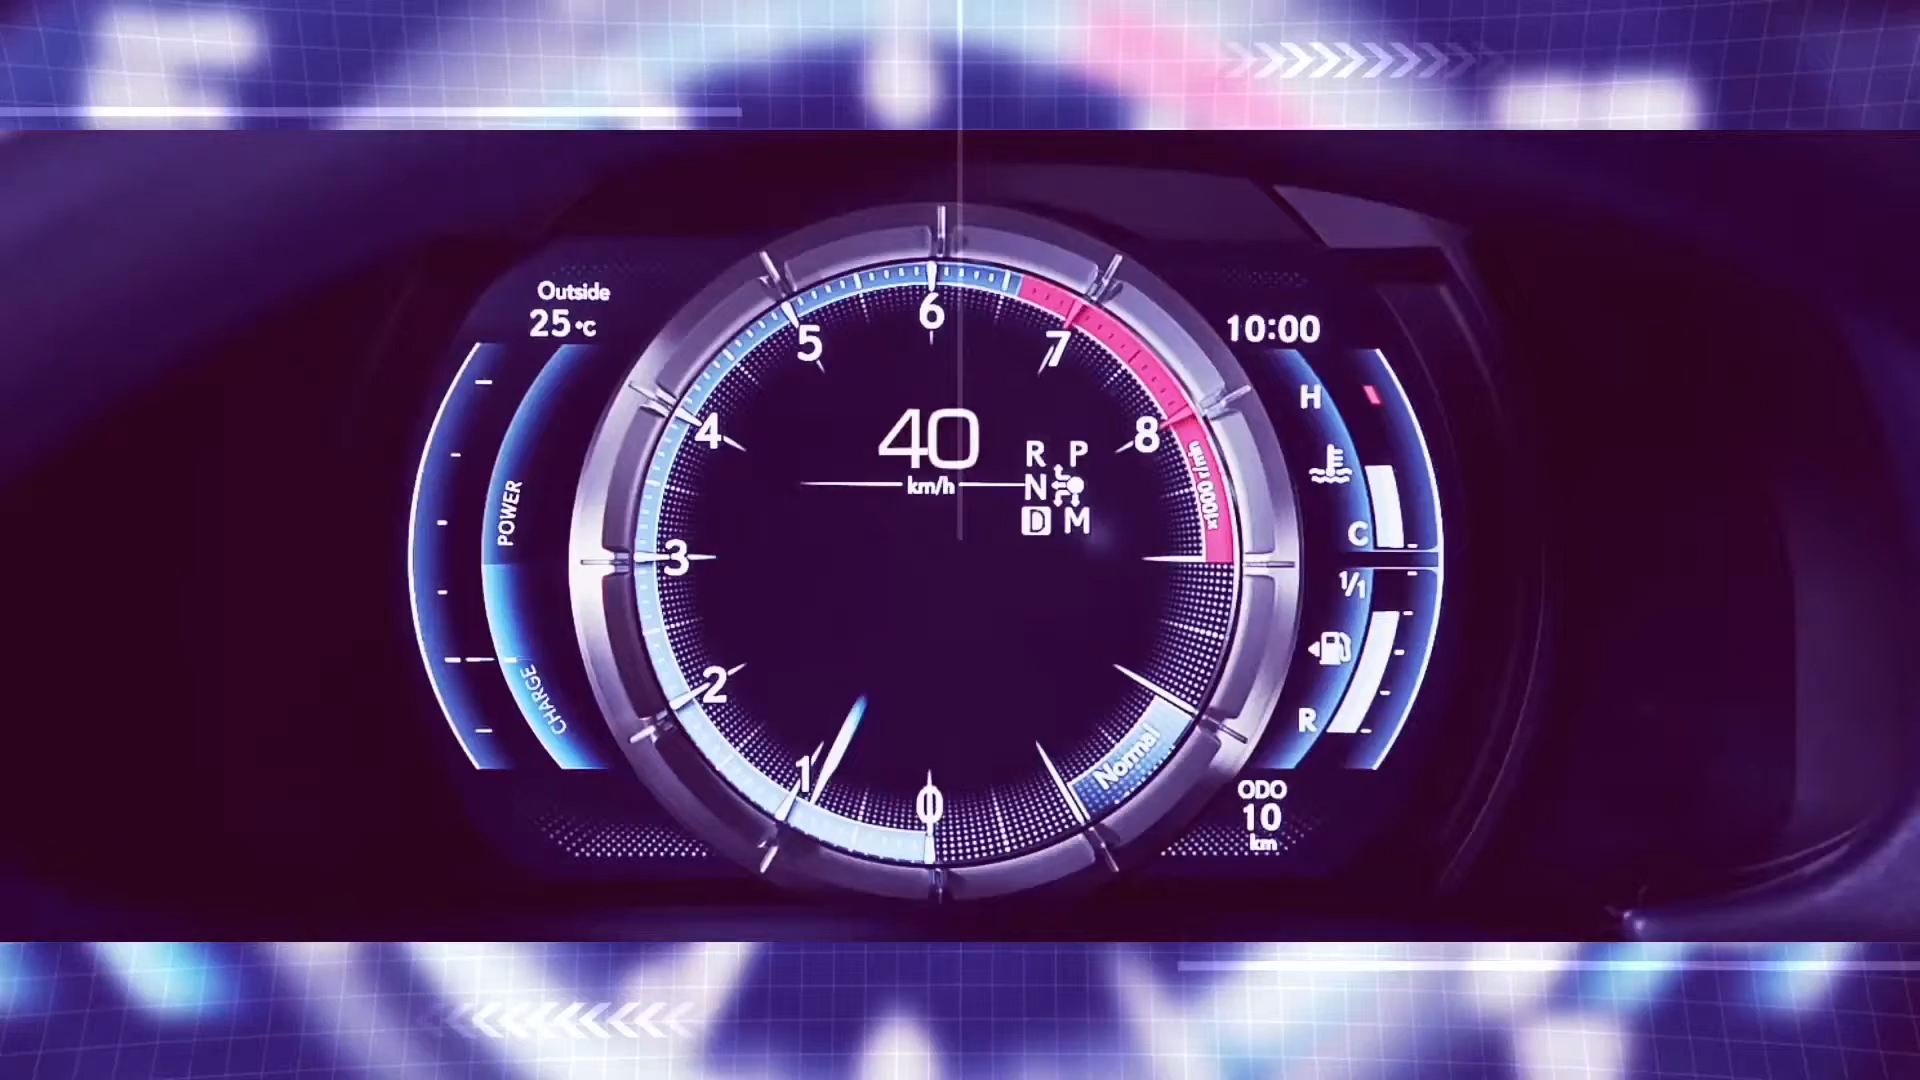 Outside
25°C
10:00
6
5
7
4
8
40
km/h
R P
N
D M
×1000 r/min
H
C
POWER
3
1/1
CHARGE
2
R
1
0
Normal
ODO
10
km